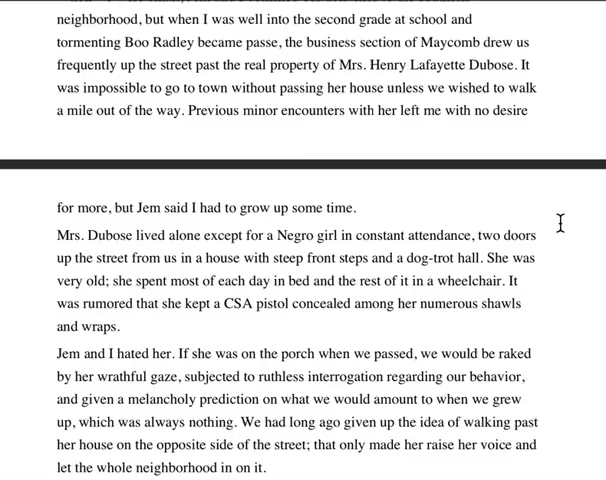 neighborhood, but when I was well into the second grade at school and
tormenting Boo Radley became passe, the business section of Maycomb drew us
frequently up the street past the real property of Mrs. Henry Lafayette Dubose. It
was impossible to go to town without passing her house unless we wished to walk
a mile out of the way. Previous minor encounters with her left me with no desire
for more, but Jem said I had to grow up some time.
Mrs. Dubose lived alone except for a Negro girl in constant attendance, two doors
up the street from us in a house with steep front steps and a dog-trot hall. She was
very old; she spent most of each day in bed and the rest of it in a wheelchair. It
was rumored that she kept a CSA pistol concealed among her numerous shawls
and wraps.
Jem and I hated her. If she was on the porch when we passed, we would be raked
by her wrathful gaze, subjected to ruthless interrogation regarding our behavior,
and given a melancholy prediction on what we would amount to when we grew
up, which was always nothing. We had long ago given up the idea of walking past
her house on the opposite side of the street; that only made her raise her voice and
let the whole neighborhood in on it.